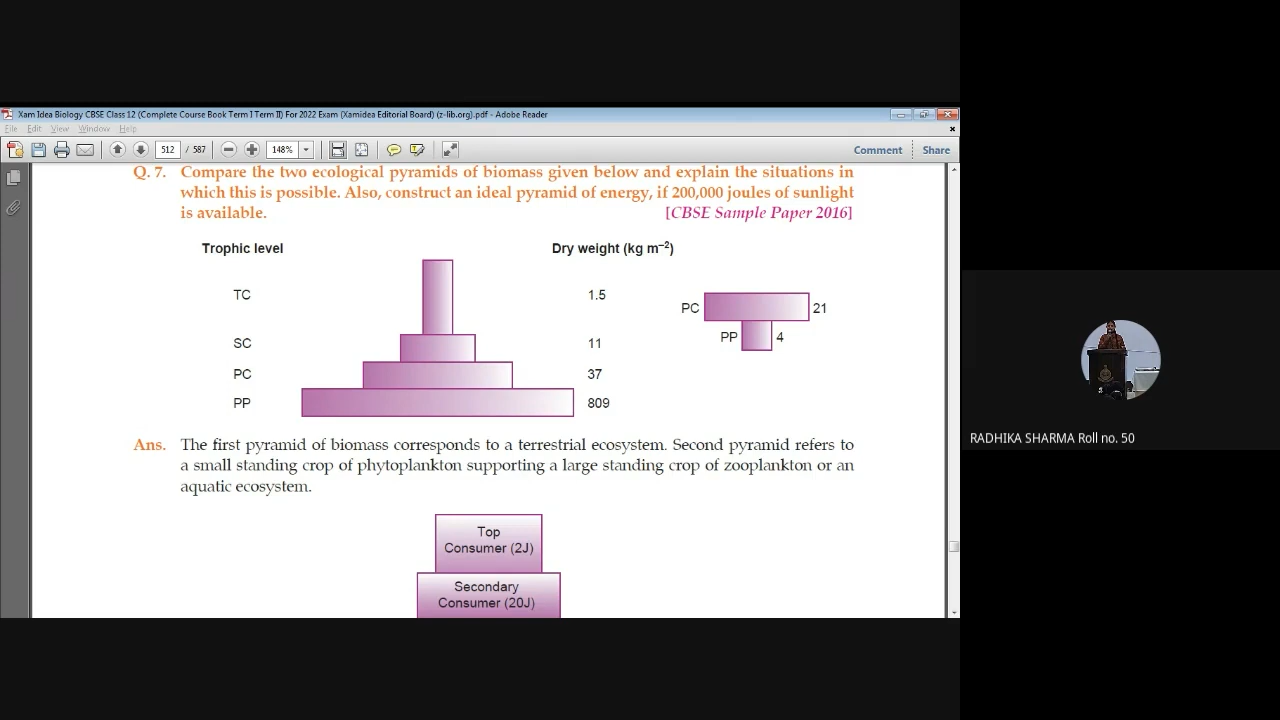 Xam Idea Biology CBSE Class 12 (Complete Course Book Term I Term II) For 2022 Exam (Xamidea Editorial Board) (z-lib.org).pdf - Adobe Reader
File Edit View Window Help
512 / 587 148% Comment Share
Q. 7. Compare the two ecological pyramids of biomass given below and explain the situations in
which this is possible. Also, construct an ideal pyramid of energy, if 200,000 joules of sunlight
is available. [CBSE Sample Paper 2016]
Trophic level Dry weight (kg m–2)
TC 1.5
SC 11
PC 37
PP 809
PC 21
PP 4
Ans. The first pyramid of biomass corresponds to a terrestrial ecosystem. Second pyramid refers to
a small standing crop of phytoplankton supporting a large standing crop of zooplankton or an
aquatic ecosystem.
Top
Consumer (2J)
Secondary
Consumer (20J)
RADHIKA SHARMA Roll no. 50